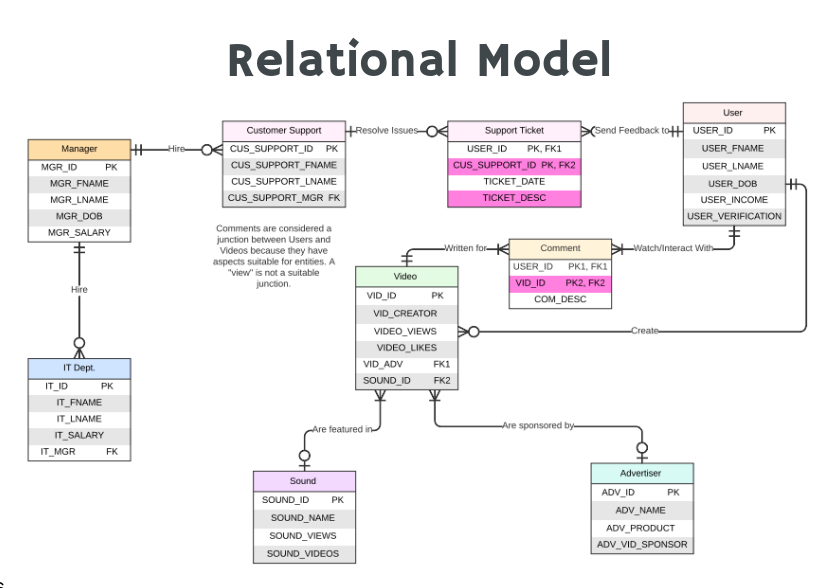 Relational Model
Manager
MGR_ID PK
MGR_FNAME
MGR_LNAME
MGR_DOB
MGR_SALARY
Hire
Customer Support
CUS_SUPPORT_ID PK
CUS_SUPPORT_FNAME
CUS_SUPPORT_LNAME
CUS_SUPPORT_MGR FK
Resolve Issues
Support Ticket
USER_ID PK, FK1
CUS_SUPPORT_ID PK, FK2
TICKET_DATE
TICKET_DESC
Send Feedback to
User
USER_ID PK
USER_FNAME
USER_LNAME
USER_DOB
USER_INCOME
USER_VERIFICATION
Comments are considered a
junction between Users and
Videos because they have
aspects suitable for entities. A
"view" is not a suitable
junction.
Written for
Comment
USER_ID PK1, FK1
VID_ID PK2, FK2
COM_DESC
Watch/Interact With
Hire
Video
VID_ID PK
VID_CREATOR
VIDEO_VIEWS
VIDEO_LIKES
VID_ADV FK1
SOUND_ID FK2
Create
IT Dept.
IT_ID PK
IT_FNAME
IT_LNAME
IT_SALARY
IT_MGR FK
Are featured in
Are sponsored by
Sound
SOUND_ID PK
SOUND_NAME
SOUND_VIEWS
SOUND_VIDEOS
Advertiser
ADV_ID PK
ADV_NAME
ADV_PRODUCT
ADV_VID_SPONSOR